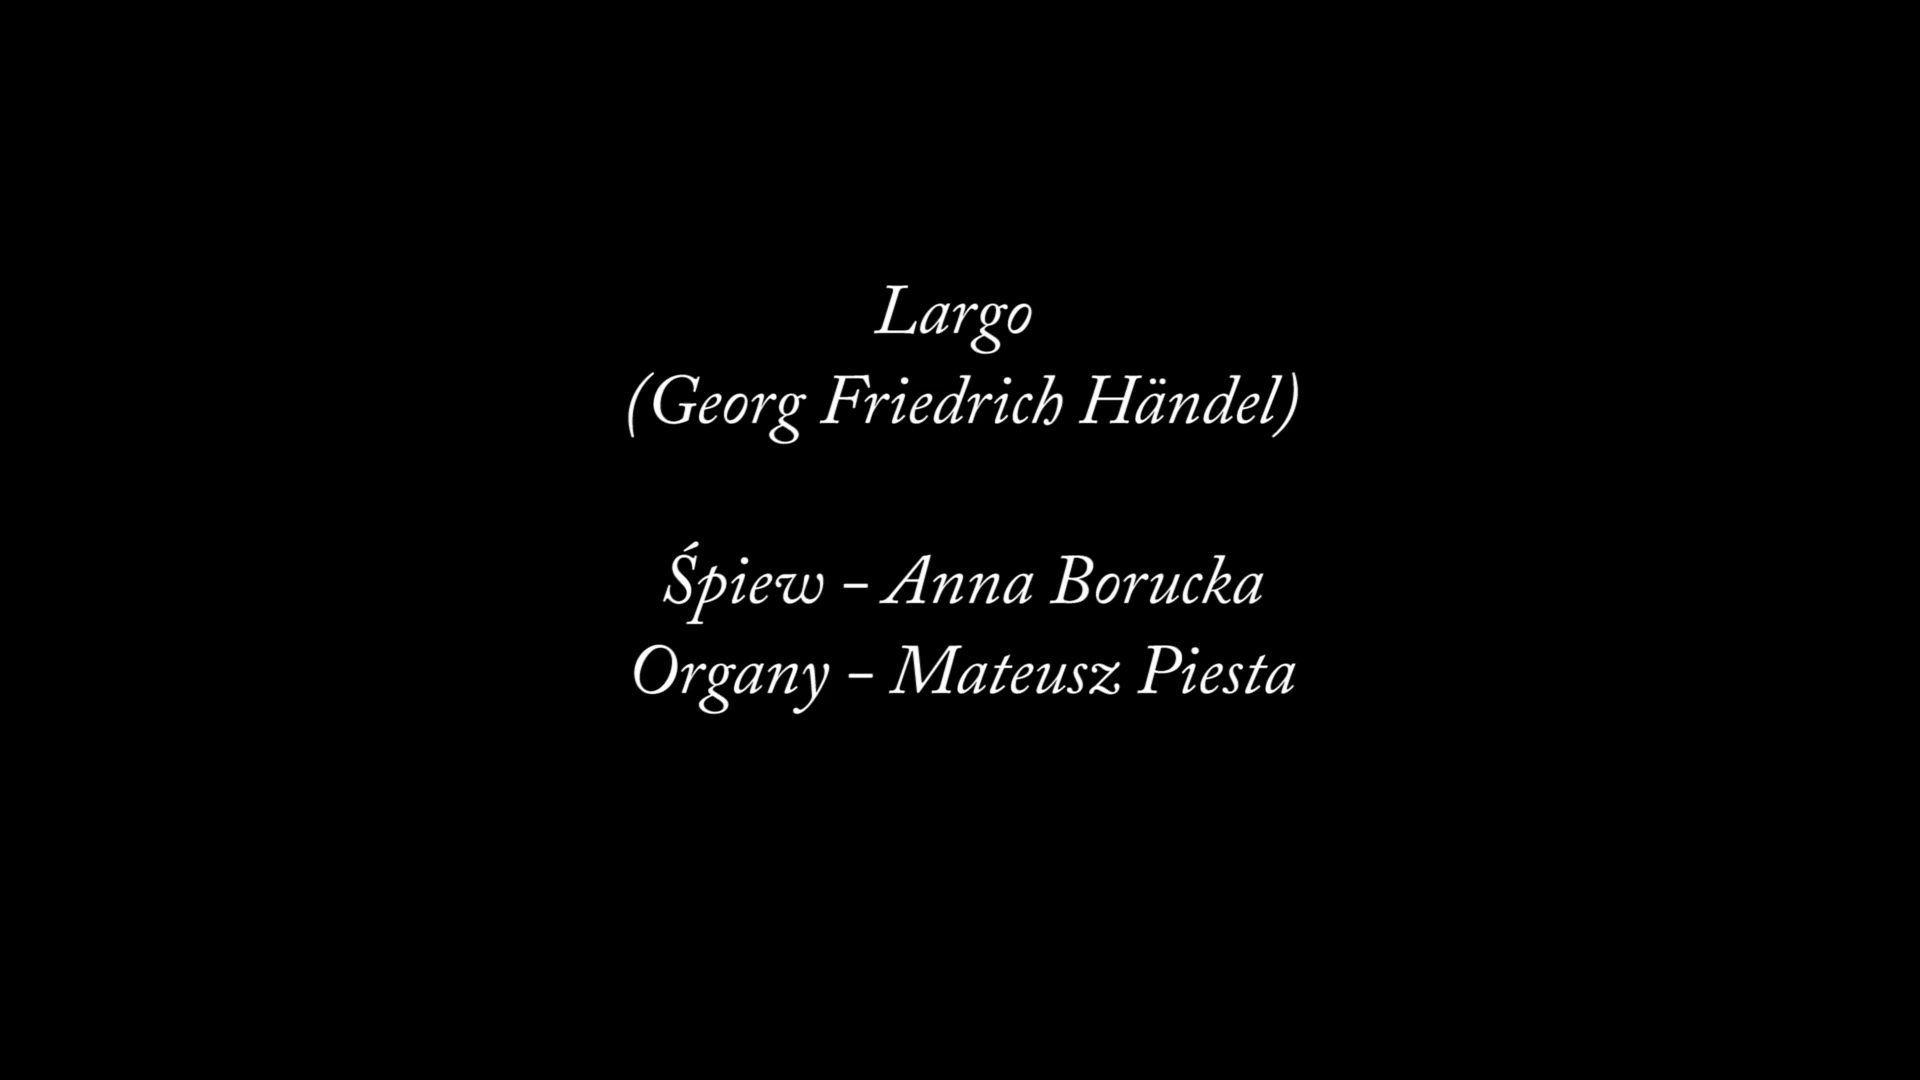 Largo
(Georg Friedrich Händel)
Śpiew - Anna Borucka
Organy - Mateusz Piesta